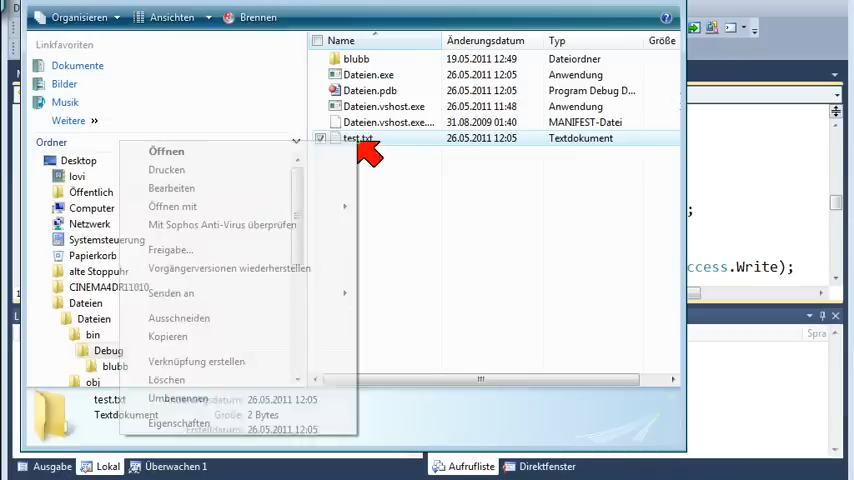 Organisieren Ansichten Brennen
Linkfavoriten
Dokumente
Bilder
Musik
Weitere »
Ordner
Desktop
lovi
Öffentlich
Computer
Netzwerk
Systemsteuerung
Papierkorb
alte Stoppuhr
CINEMA4DR11010
Dateien
Dateien
bin
Debug
blubb
obj
Name Änderungsdatum Typ Größe
blubb 19.05.2011 12:49 Dateiordner
Dateien.exe 26.05.2011 12:05 Anwendung
Dateien.pdb 26.05.2011 12:05 Program Debug D...
Dateien.vshost.exe 26.05.2011 11:48 Anwendung
Dateien.vshost.exe.... 31.08.2009 01:40 MANIFEST-Datei
test.txt 26.05.2011 12:05 Textdokument
Öffnen
Drucken
Bearbeiten
Öffnen mit
Mit Sophos Anti-Virus überprüfen
Freigabe...
Vorgängerversionen wiederherstellen
Senden an
Ausschneiden
Kopieren
Verknüpfung erstellen
Löschen
Umbenennen
Eigenschaften
test.txt Änderungsdatum: 26.05.2011 12:05
Textdokument Größe: 2 Bytes
Erstelldatum: 26.05.2011 12:05
;
ccess.Write);
Spra
Ausgabe Lokal Überwachen 1 Aufrufliste Direktfenster